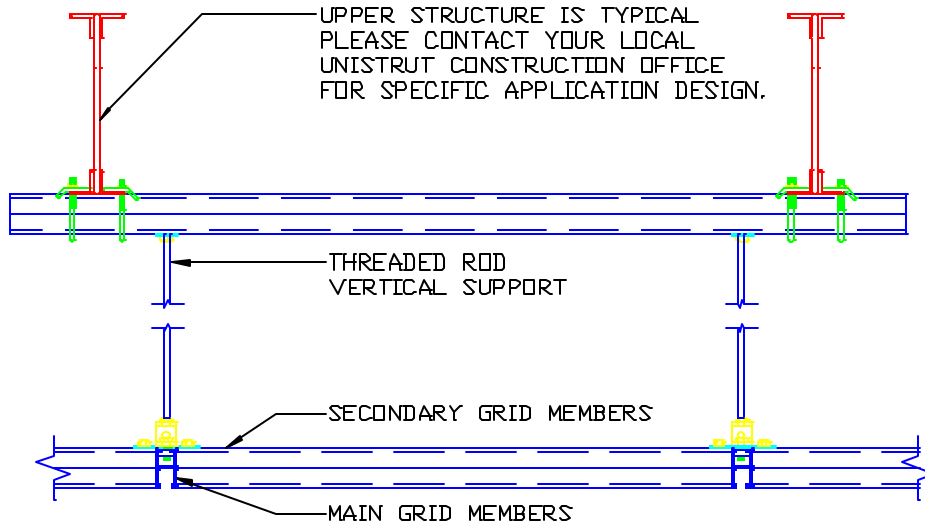 UPPER STRUCTURE IS TYPICAL
PLEASE CONTACT YOUR LOCAL
UNISTRUT CONSTRUCTION OFFICE
FOR SPECIFIC APPLICATION DESIGN.
THREADED ROD
VERTICAL SUPPORT
SECONDARY GRID MEMBERS
MAIN GRID MEMBERS